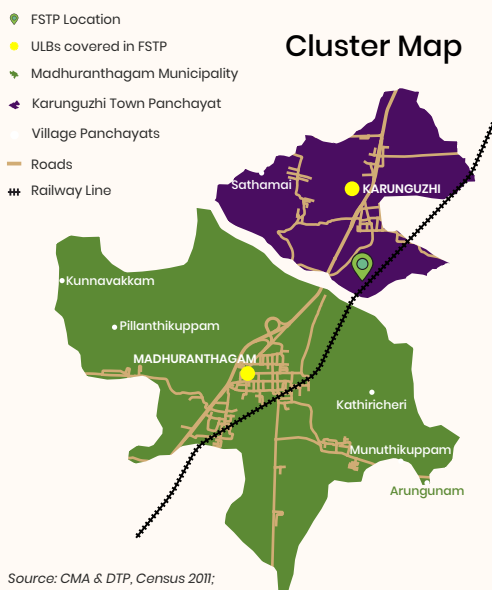 FSTP Location
ULBs covered in FSTP
Madhuranthagam Municipality
Karunguzhi Town Panchayat
Village Panchayats
Roads
Railway Line
Cluster Map
Sathamai
KARUNGUZHI
Kunnavakkam
Pillanthikuppam
MADHURANTHAGAM
Kathiricheri
Munuthikuppam
Arungunam
Source: CMA & DTP, Census 2011;